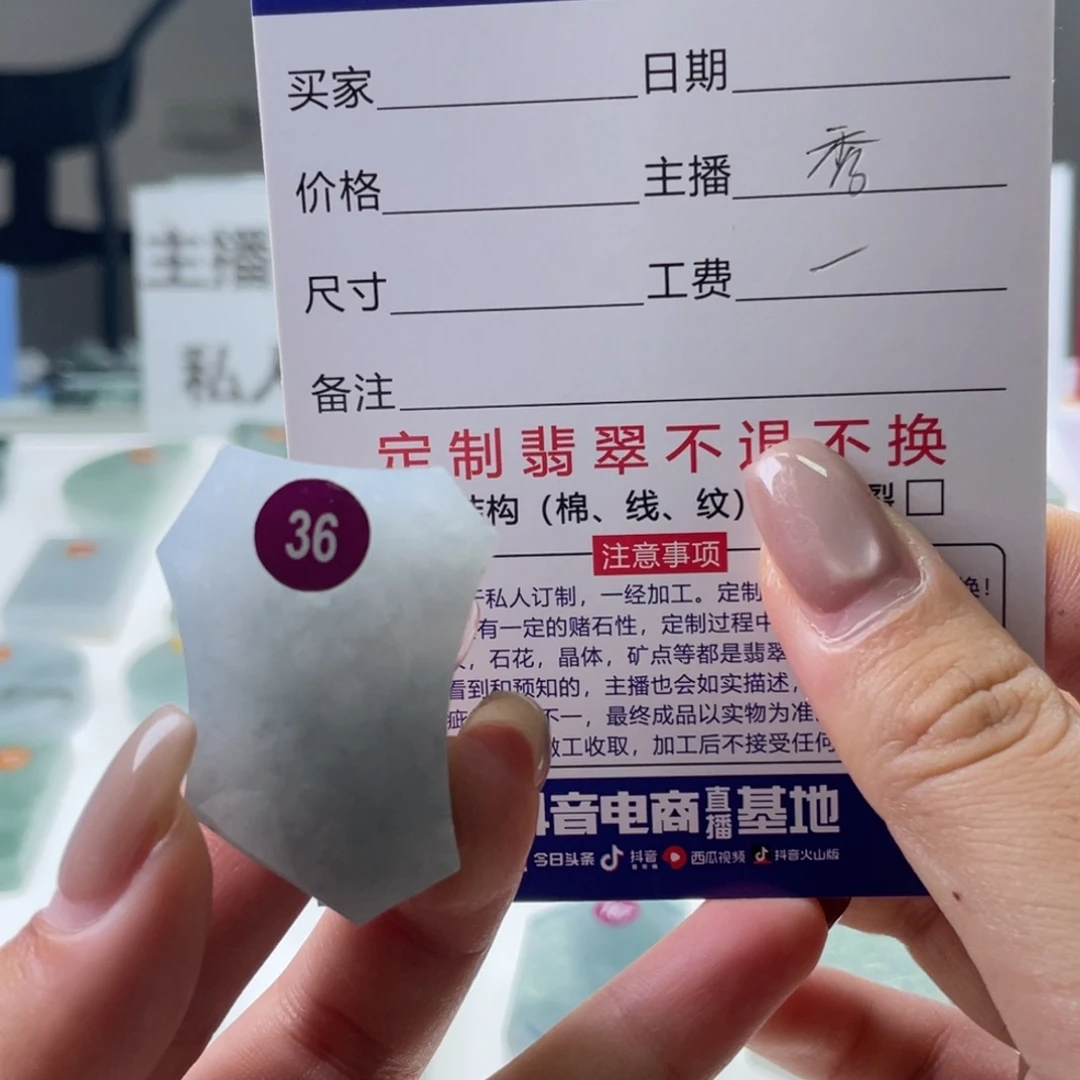 买家 日期
价格 主播 秀
尺寸 工费 一
备注
定制翡翠不退不换
结构（棉、线、纹） 裂
注意事项
私人订制，一经加工。定制 换！
有一定的赌石性，定制过程中
石花，晶体，矿点等都是翡翠
看到和预知的，主播也会如实描述，
不一，最终成品以实物为准
收取，加工后不接受任何
抖音电商直播基地
今日头条 抖音 西瓜视频 抖音火山版
36
主播
私人